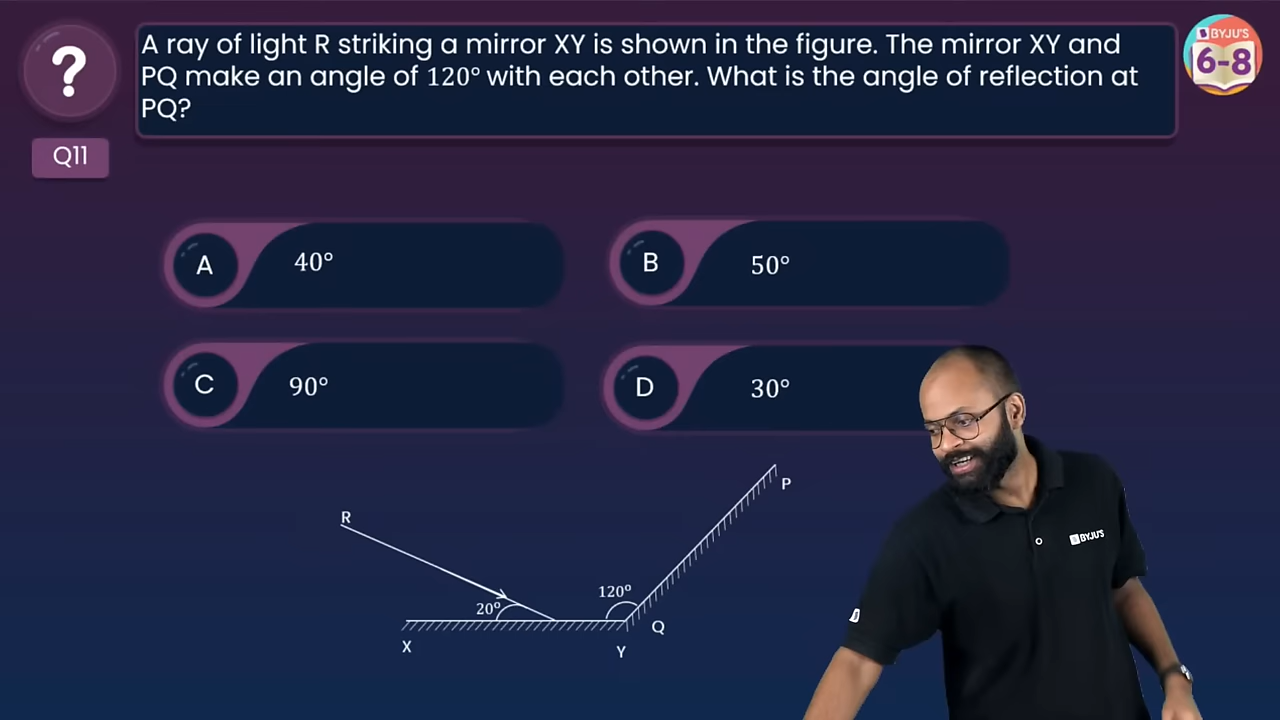 ?
A ray of light R striking a mirror XY is shown in the figure. The mirror XY and
PQ make an angle of 120° with each other. What is the angle of reflection at
PQ?
BYJU'S
6-8
Q11
A 40°
B 50°
C 90°
D 30°
R
P
20°
120°
X
Y
Q
BYJU'S